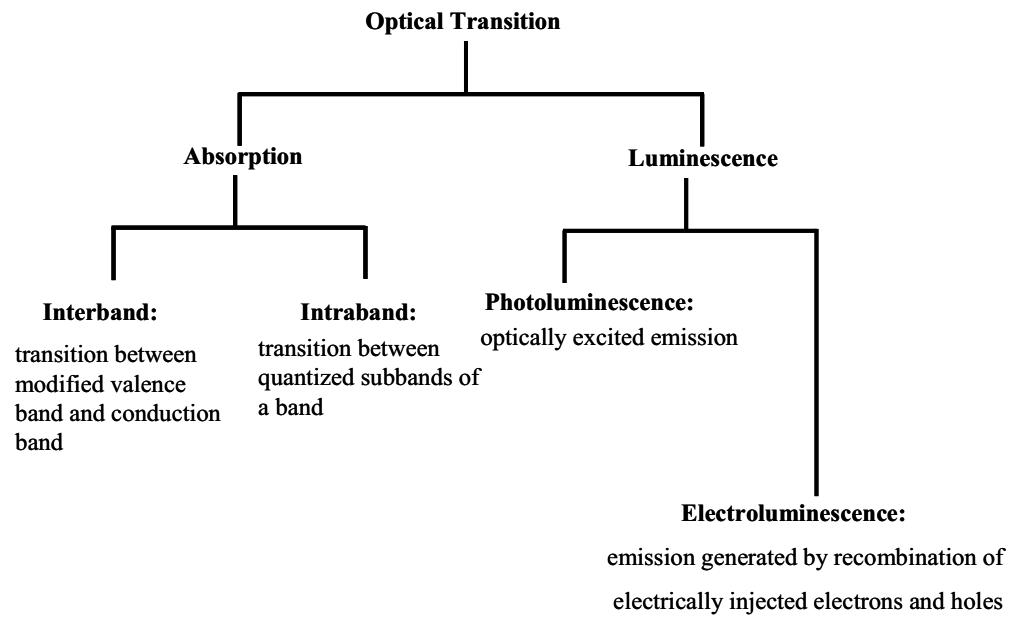 Optical Transition
Absorption
Luminescence
Interband:
transition between
modified valence
band and conduction
band
Intraband:
transition between
quantized subbands of
a band
Photoluminescence:
optically excited emission
Electroluminescence:
emission generated by recombination of
electrically injected electrons and holes